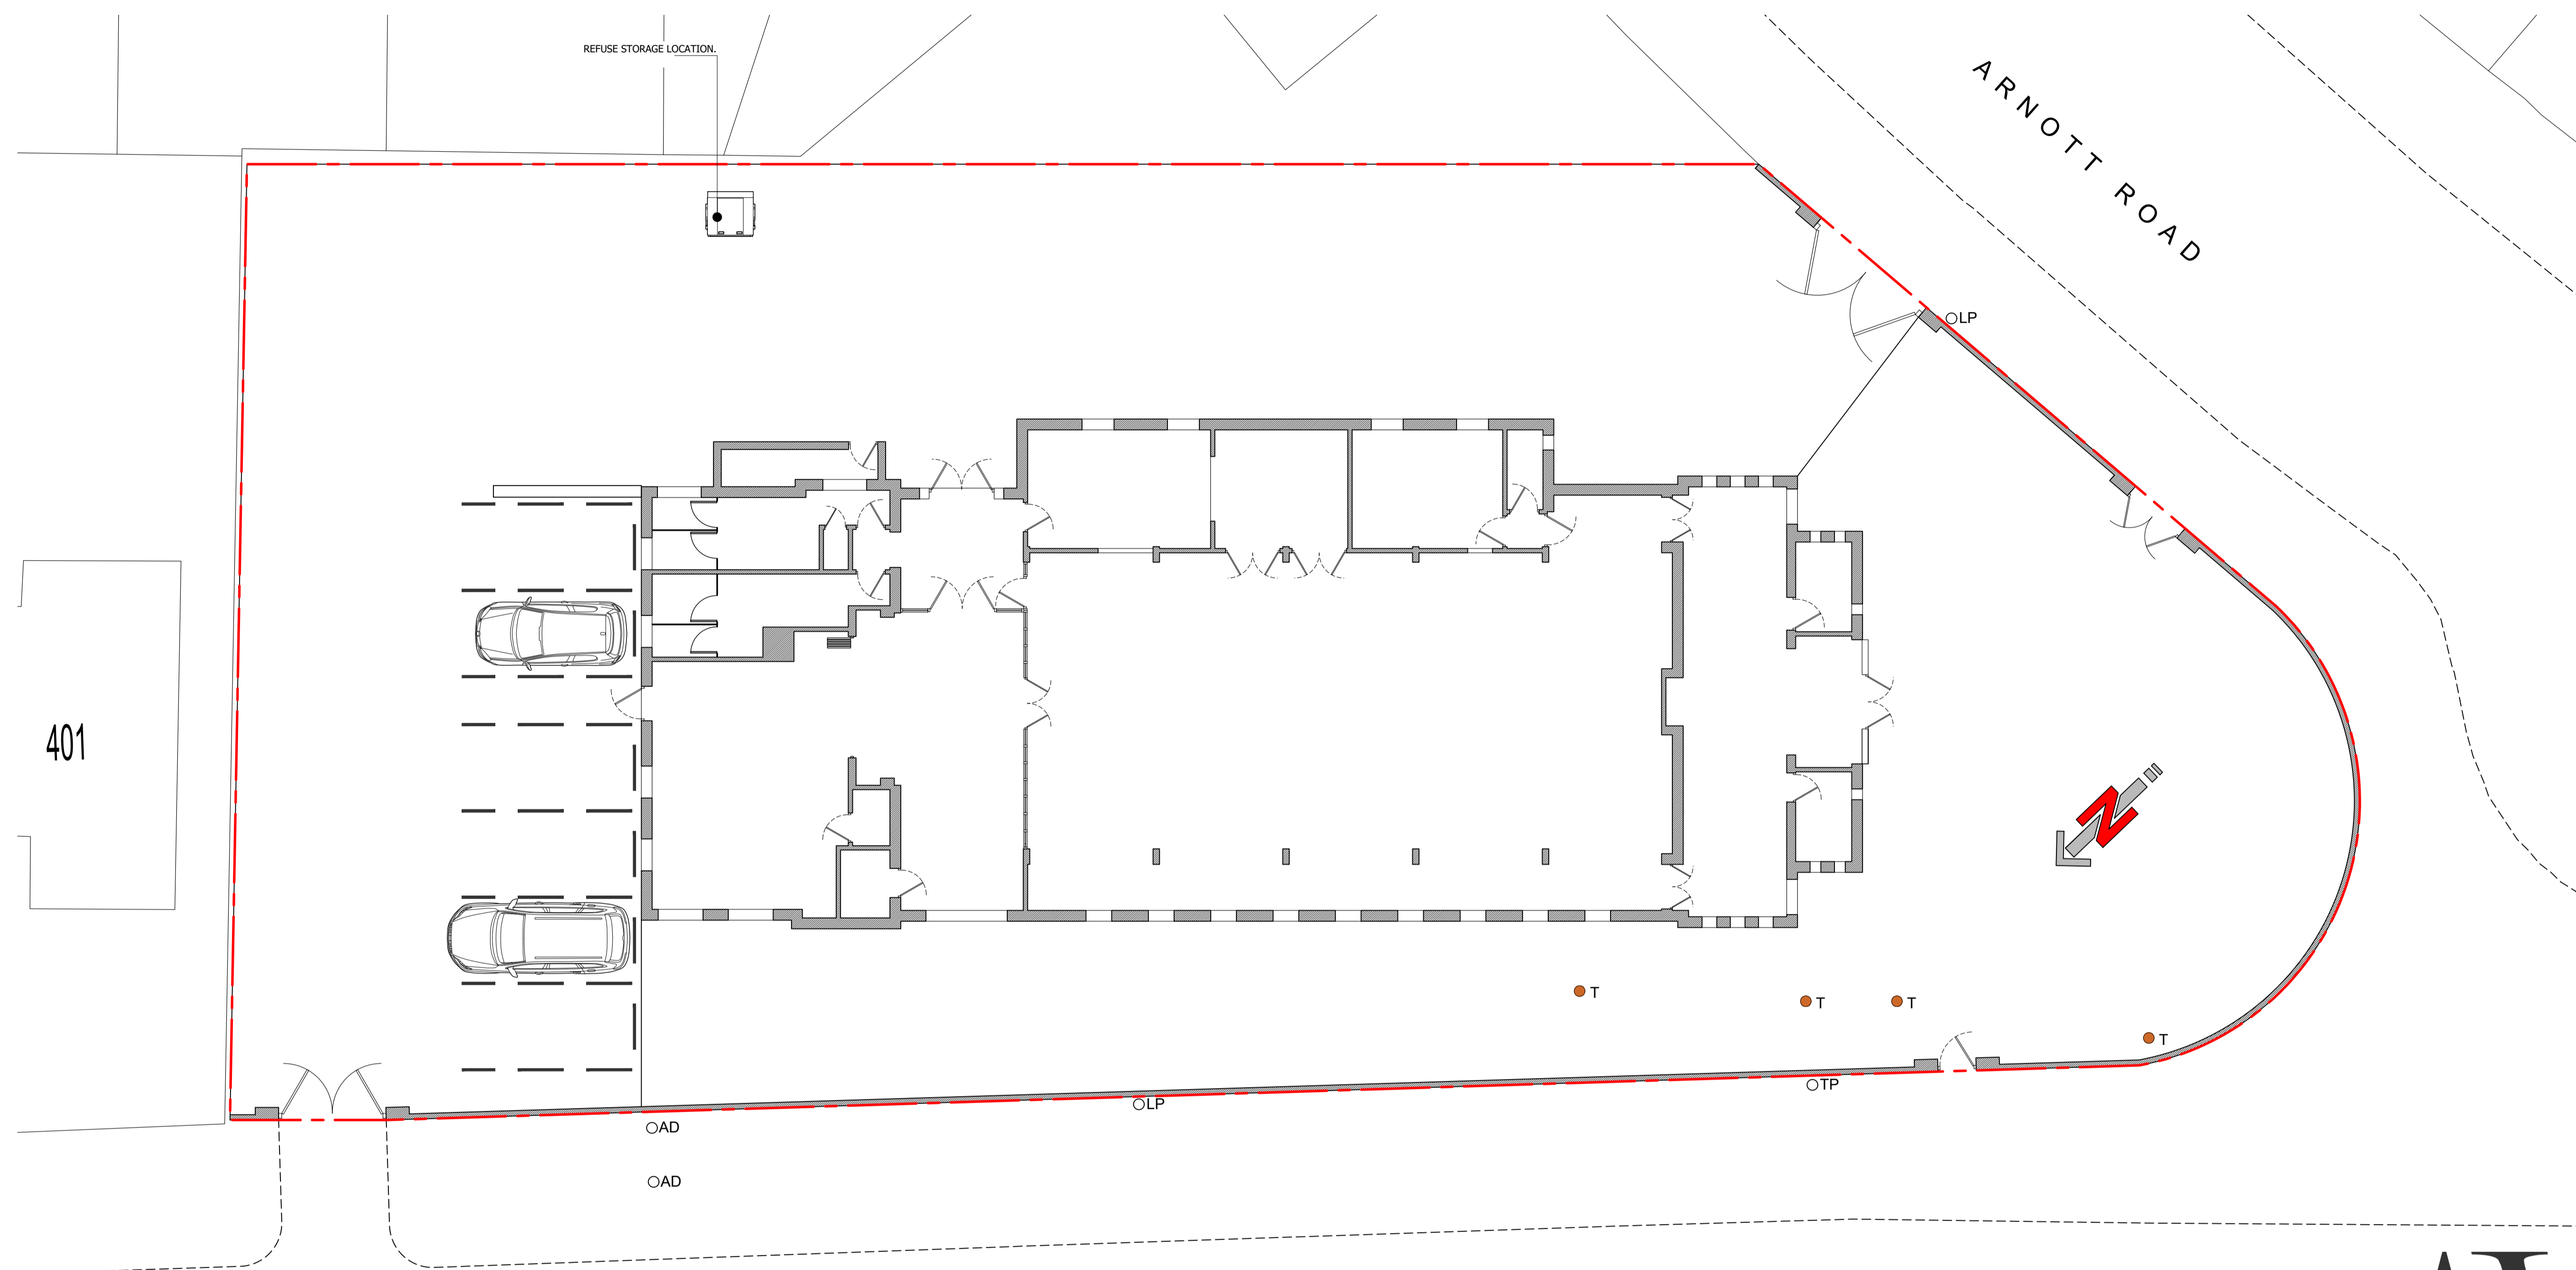 REFUSE STORAGE LOCATION.
ARNOTT ROAD
LP
401
N
T
T
T
T
TP
LP
AD
AD